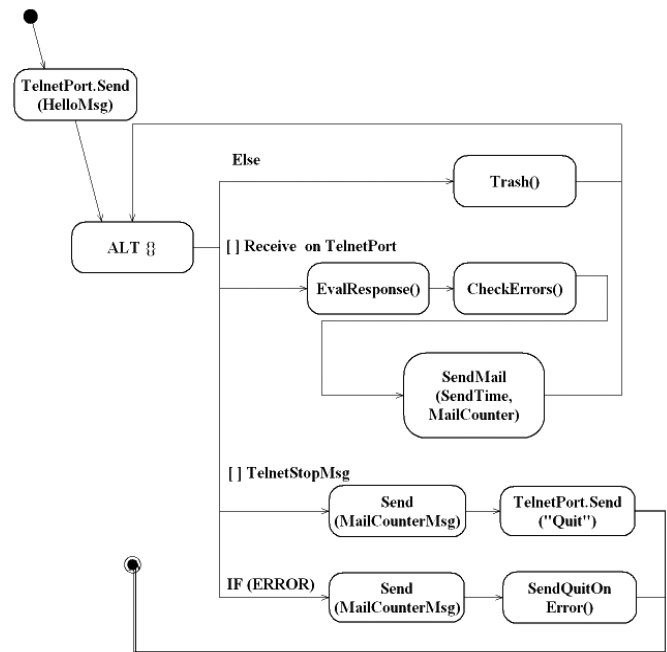 TelnetPort.Send
(HelloMsg)
Else
Trash()
ALT {}
[ ] Receive on TelnetPort
EvalResponse()
CheckErrors()
SendMail
(SendTime,
MailCounter)
[ ] TelnetStopMsg
Send
(MailCounterMsg)
TelnetPort.Send
("Quit")
IF (ERROR)
Send
(MailCounterMsg)
SendQuitOn
Error()